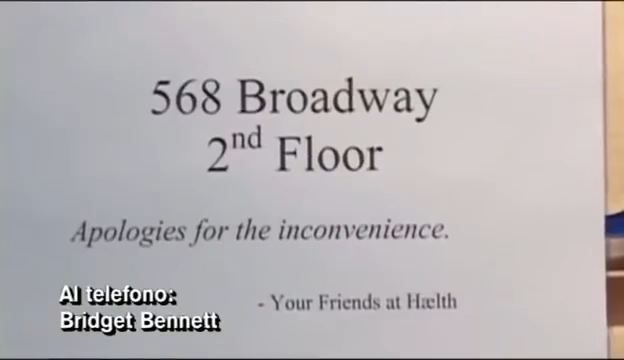 568 Broadway
2nd Floor
Apologies for the inconvenience.
- Your Friends at Hælth
Al telefono:
Bridget Bennett